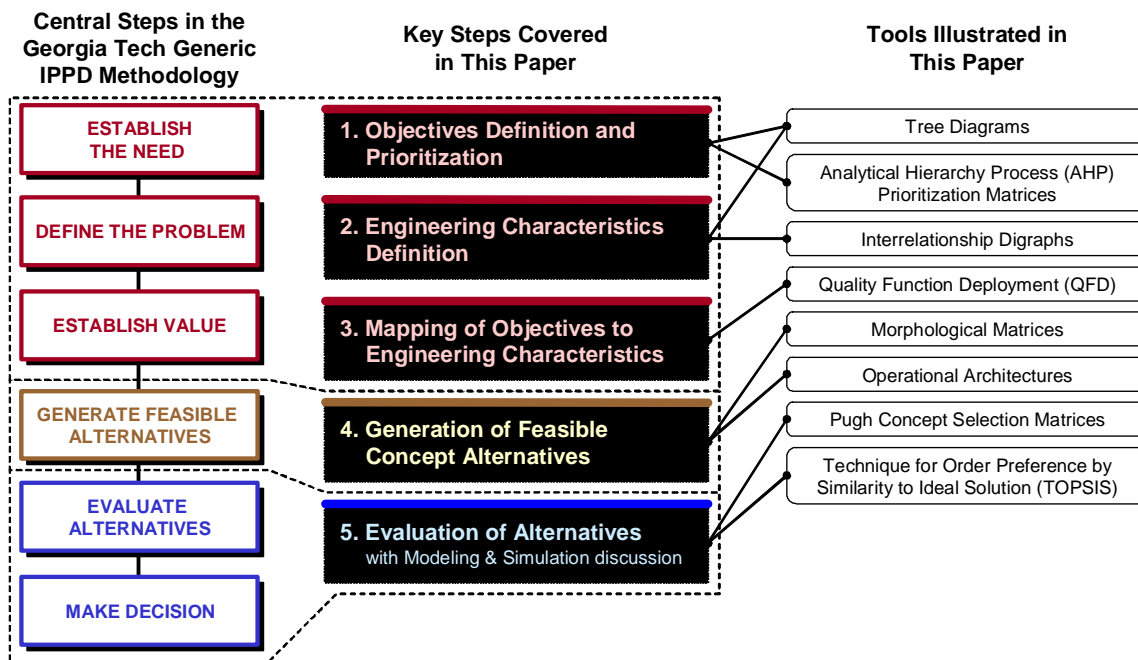 Central Steps in the
Georgia Tech Generic
IPPD Methodology
ESTABLISH
THE NEED
DEFINE THE PROBLEM
ESTABLISH VALUE
GENERATE FEASIBLE
ALTERNATIVES
EVALUATE
ALTERNATIVES
MAKE DECISION
Key Steps Covered
in This Paper
1. Objectives Definition and
Prioritization
2. Engineering Characteristics
Definition
3. Mapping of Objectives to
Engineering Characteristics
4. Generation of Feasible
Concept Alternatives
5. Evaluation of Alternatives
with Modeling & Simulation discussion
Tools Illustrated in
This Paper
Tree Diagrams
Analytical Hierarchy Process (AHP)
Prioritization Matrices
Interrelationship Digraphs
Quality Function Deployment (QFD)
Morphological Matrices
Operational Architectures
Pugh Concept Selection Matrices
Technique for Order Preference by
Similarity to Ideal Solution (TOPSIS)